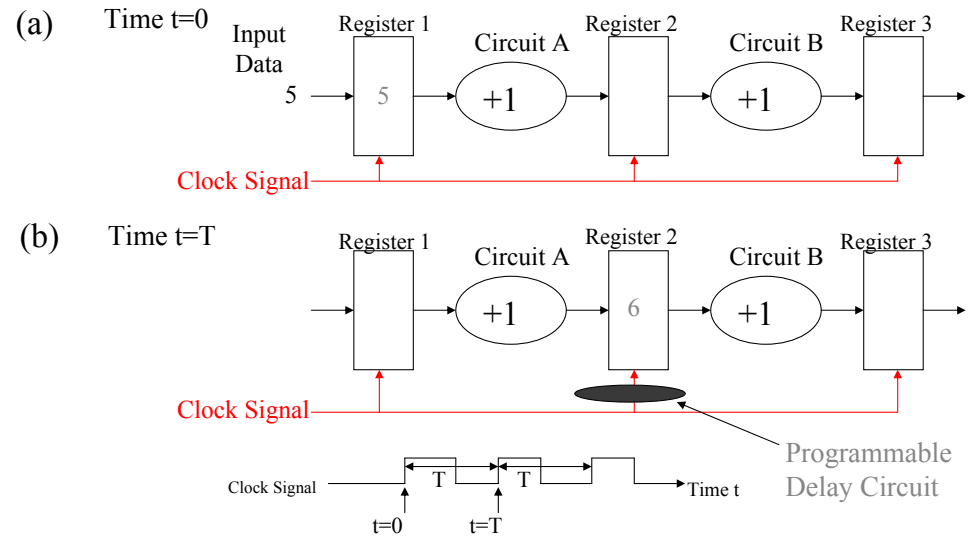 (a)
Time t=0
Input
Data
5
Register 1
5
Circuit A
+1
Register 2
Circuit B
+1
Register 3
Clock Signal
(b)
Time t=T
Register 1
Circuit A
+1
Register 2
6
Circuit B
+1
Register 3
Clock Signal
Programmable
Delay Circuit
Clock Signal
T
T
Time t
t=0
t=T